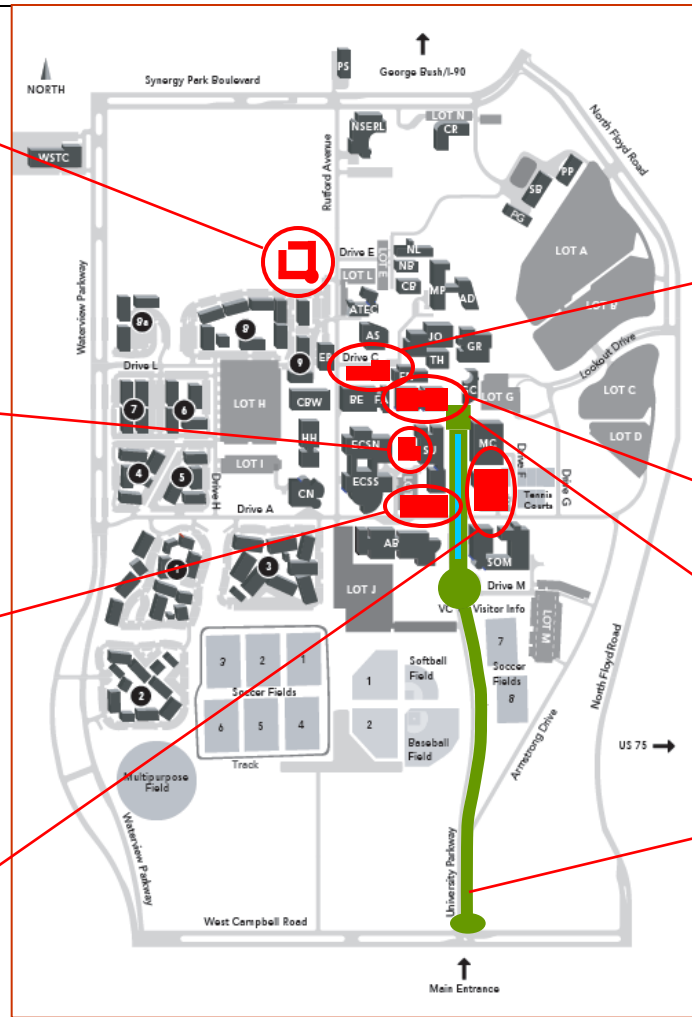 NORTH
Synergy Park Boulevard
PS
George Bush/I-90
WSTC
NSERL
LOT N
CR
North Floyd Road
Rutford Avenue
SB
PP
PG
Waterview Parkway
Drive E
LOT L
LOT E
NL
NB
CB
MP
AD
LOT A
LOT B
ATEC
AS
JO
GR
TH
8a
8
9
Drive L
Drive C
Lookout Drive
LOT C
LOT D
7
6
LOT H
CBW
BE
LOT G
HH
ECSN
SU
MC
4
5
Drive H
LOT I
CN
ECSS
Drive F
Drive G
Tennis
Courts
Drive A
AB
SOM
1
3
LOT J
Drive M
VC
Visitor Info
LOT M
2
3
2
1
Soccer Fields
6
5
4
Track
1
Softball
Field
2
Baseball
Field
7
Soccer
Fields
8
Armstrong Drive
North Floyd Road
US 75
Multipurpose
Field
Waterview Parkway
University Parkway
West Campbell Road
Main Entrance